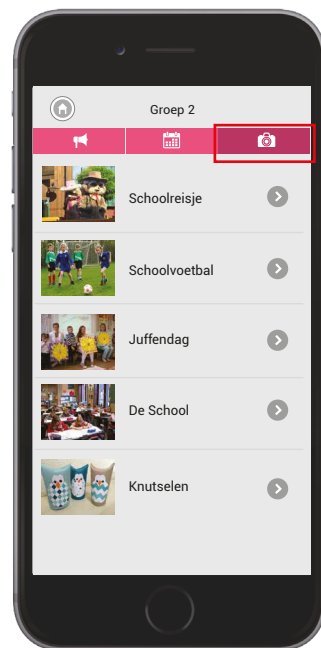 Groep 2
Schoolreisje
Schoolvoetbal
Juffendag
De School
Knutselen